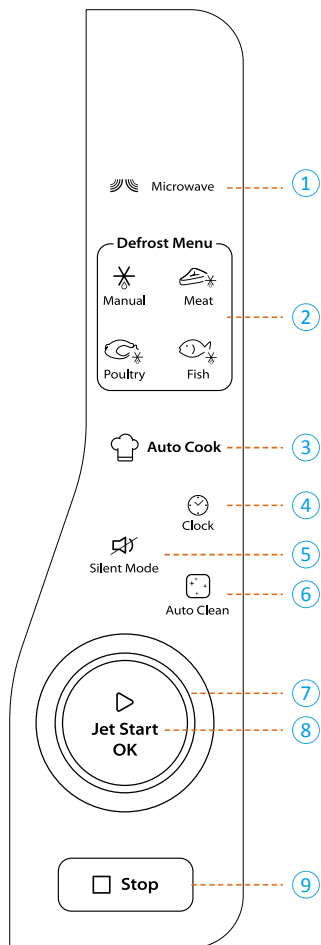 Microwave
1
Defrost Menu
Manual
Meat
2
Poultry
Fish
Auto Cook
3
Clock
4
Silent Mode
5
Auto Clean
6
7
Jet Start
OK
8
Stop
9